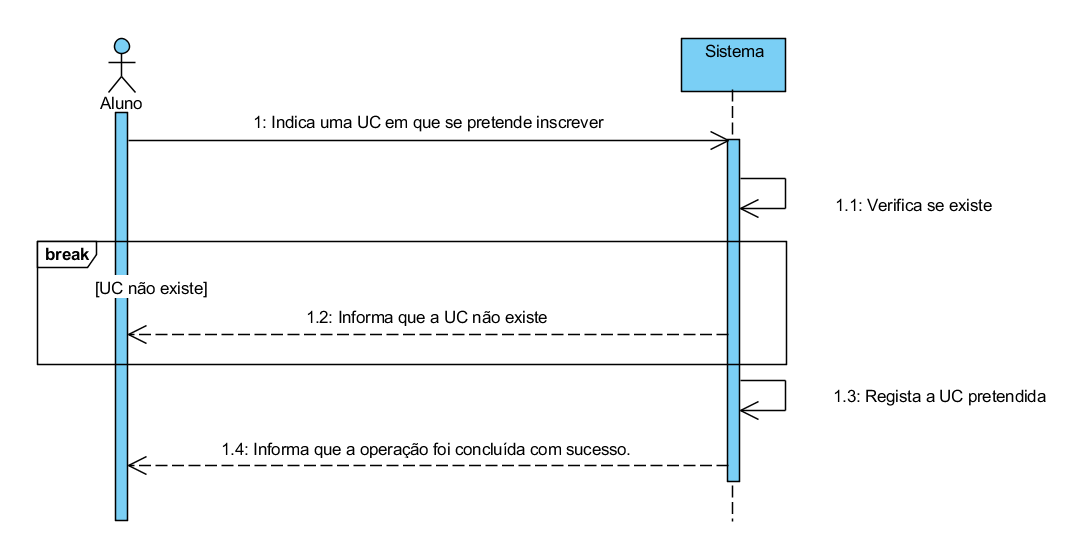 Sistema
Aluno
1: Indica uma UC em que se pretende inscrever
1.1: Verifica se existe
break
[UC não existe]
1.2: Informa que a UC não existe
1.3: Regista a UC pretendida
1.4: Informa que a operação foi concluída com sucesso.